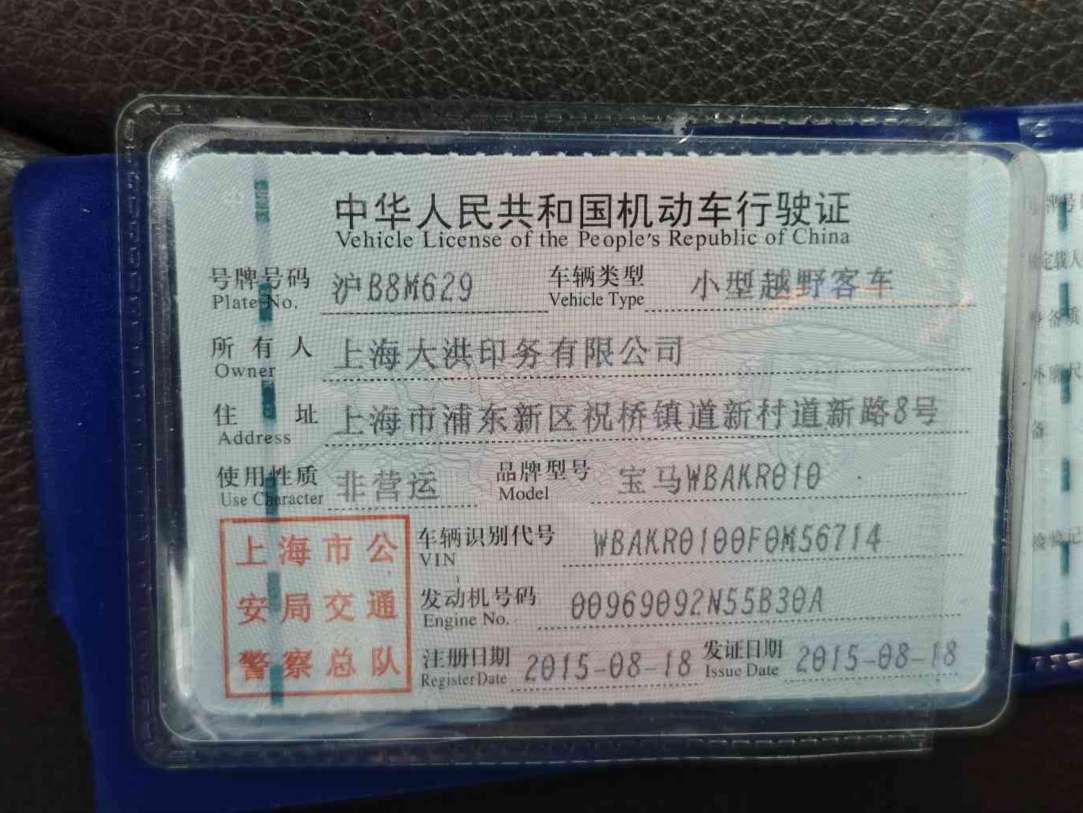 中华人民共和国机动车行驶证
Vehicle License of the People's Republic of China
号牌号码 沪B8M629 车辆类型 小型越野客车
Plate No. Vehicle Type
所有人 上海大洪印务有限公司
Owner
住址 上海市浦东新区祝桥镇道新村道新路8号
Address
使用性质 非营运 品牌型号 宝马WBAKR010
Use Character Model
上海市公
安局交通
警察总队
车辆识别代号 WBAKR0100F0M56714
VIN
发动机号码 00969092N55B30A
Engine No.
注册日期 2015-08-18 发证日期 2015-08-18
Register Date Issue Date